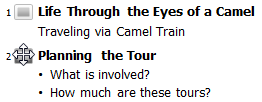 1 Life Through the Eyes of a Camel
Traveling via Camel Train
2 Planning the Tour
• What is involved?
• How much are these tours?